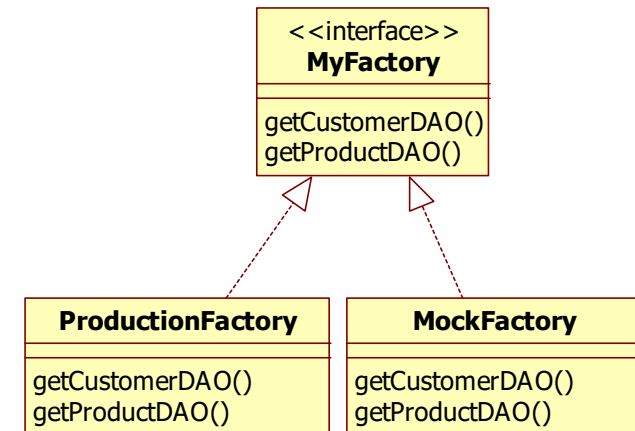 <<interface>>
MyFactory
getCustomerDAO()
getProductDAO()
ProductionFactory
getCustomerDAO()
getProductDAO()
MockFactory
getCustomerDAO()
getProductDAO()